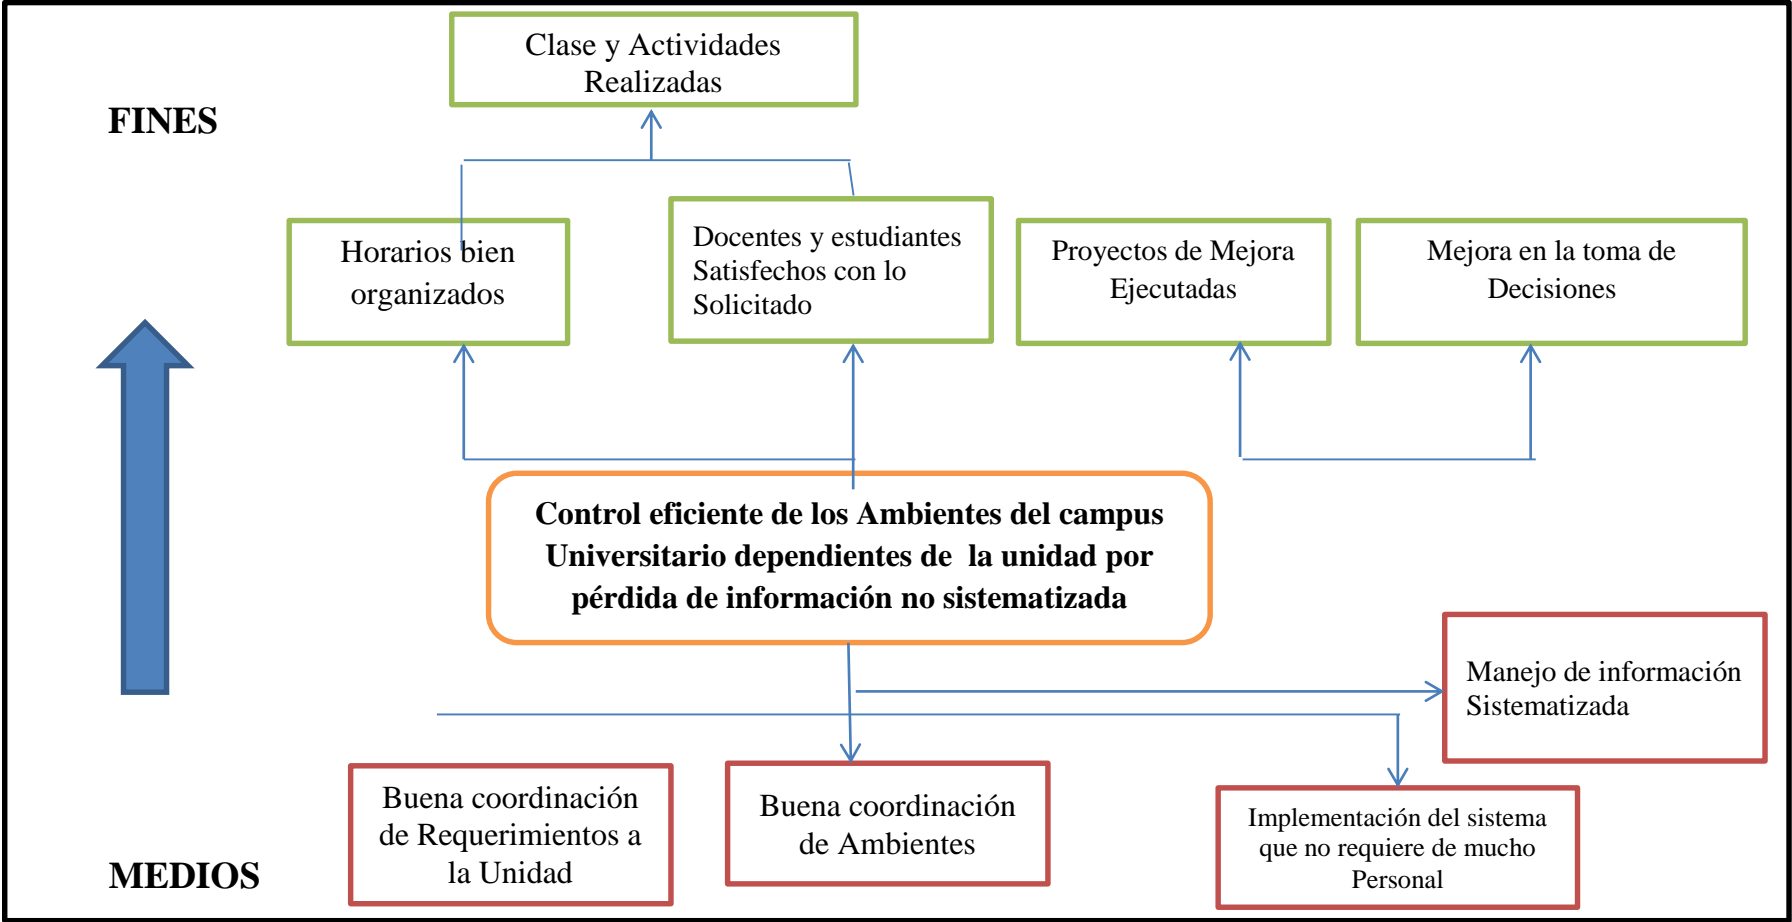 Clase y Actividades
Realizadas
FINES
Horarios bien
organizados
Docentes y estudiantes
Satisfechos con lo
Solicitado
Proyectos de Mejora
Ejecutadas
Mejora en la toma de
Decisiones
Control eficiente de los Ambientes del campus
Universitario dependientes de la unidad por
pérdida de información no sistematizada
Manejo de información
Sistematizada
Buena coordinación
de Requerimientos a
la Unidad
Buena coordinación
de Ambientes
Implementación del sistema
que no requiere de mucho
Personal
MEDIOS